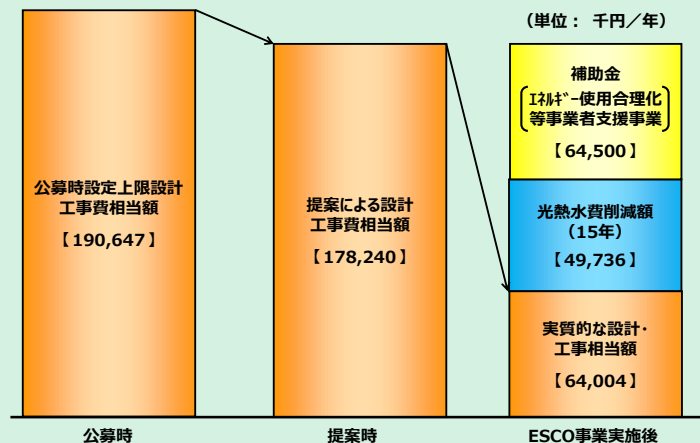 （単位： 千円／年）
公募時設定上限設計
工事費相当額
【190,647】
提案による設計
工事費相当額
【178,240】
補助金
ｴﾈﾙｷﾞｰ使用合理化
等事業者支援事業
【64,500】
光熱水費削減額
（15年）
【49,736】
実質的な設計・
工事相当額
【64,004】
公募時
提案時
ESCO事業実施後